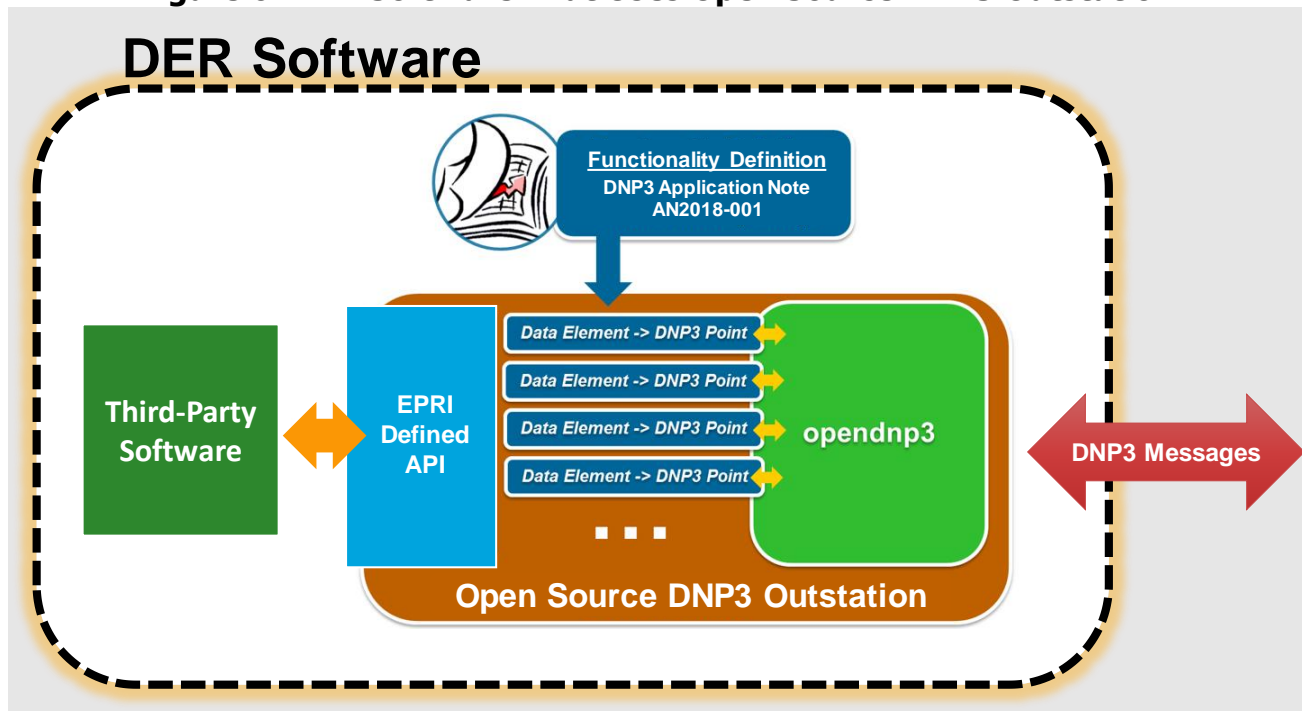 DER Software
Functionality Definition
DNP3 Application Note
AN2018-001
Third-Party
Software
EPRI
Defined
API
Data Element -> DNP3 Point
Data Element -> DNP3 Point
Data Element -> DNP3 Point
Data Element -> DNP3 Point
...
opendnp3
DNP3 Messages
Open Source DNP3 Outstation